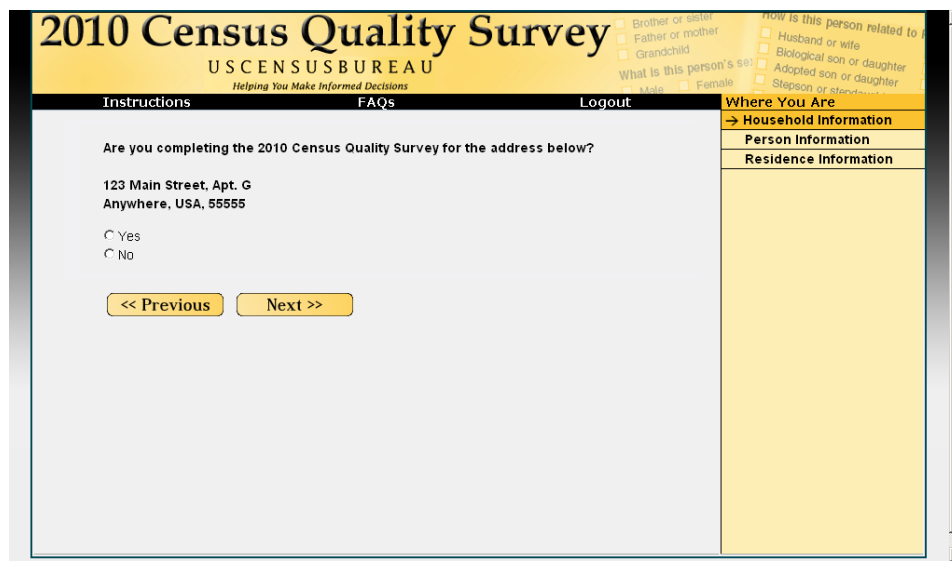 2010 Census Quality Survey
USCENSUSBUREAU
Helping You Make Informed Decisions
Brother or sister
Father or mother
Grandchild
What is this person's sex
Male Female
How is this person related to
Husband or wife
Biological son or daughter
Adopted son or daughter
Stepson or
Instructions FAQs Logout
Where You Are
→ Household Information
Person Information
Residence Information
Are you completing the 2010 Census Quality Survey for the address below?
123 Main Street, Apt. G
Anywhere, USA, 55555
Yes
No
<< Previous Next >>